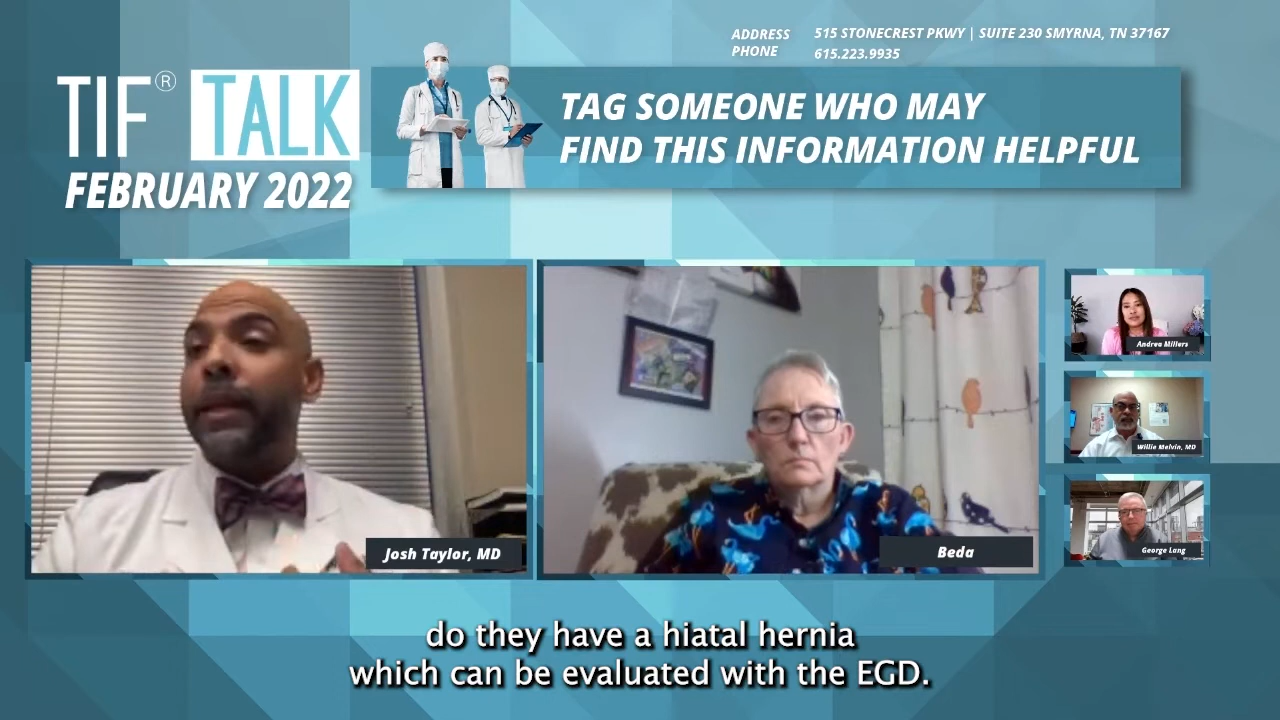 ADDRESS 515 STONECREST PKWY | SUITE 230 SMYRNA, TN 37167
PHONE 615.223.9935
TIF® TALK
FEBRUARY 2022
TAG SOMEONE WHO MAY
FIND THIS INFORMATION HELPFUL
Josh Taylor, MD
Beda
Andrea Millers
Willie Melvin, MD
George Lang
do they have a hiatal hernia
which can be evaluated with the EGD.